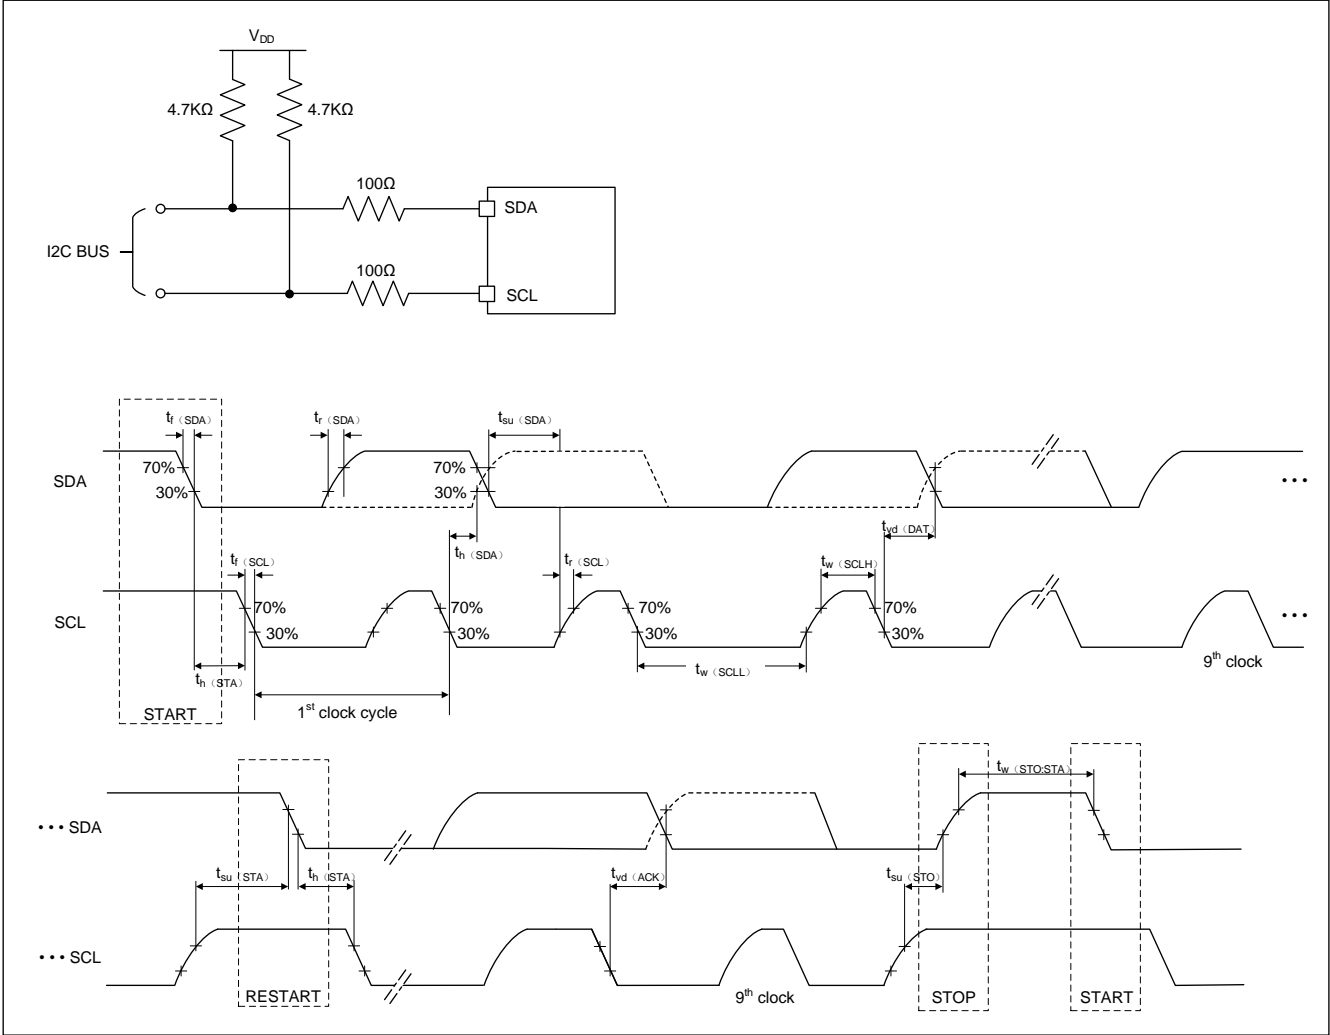 VDD
4.7KΩ
4.7KΩ
100Ω
SDA
I2C BUS
100Ω
SCL
tf（SDA）
tr（SDA）
tsu（SDA）
70%
70%
SDA
30%
30%
...
tf（SCL）
th（SDA）
tr（SCL）
tvd（DAT）
tw（SCLH）
70%
70%
70%
70%
SCL
30%
30%
30%
30%
...
th（STA）
tw（SCLL）
9th clock
START
1st clock cycle
tw（STO:STA）
... SDA
tsu（STA）
th（STA）
tvd（ACK）
tsu（STO）
... SCL
RESTART
9th clock
STOP
START